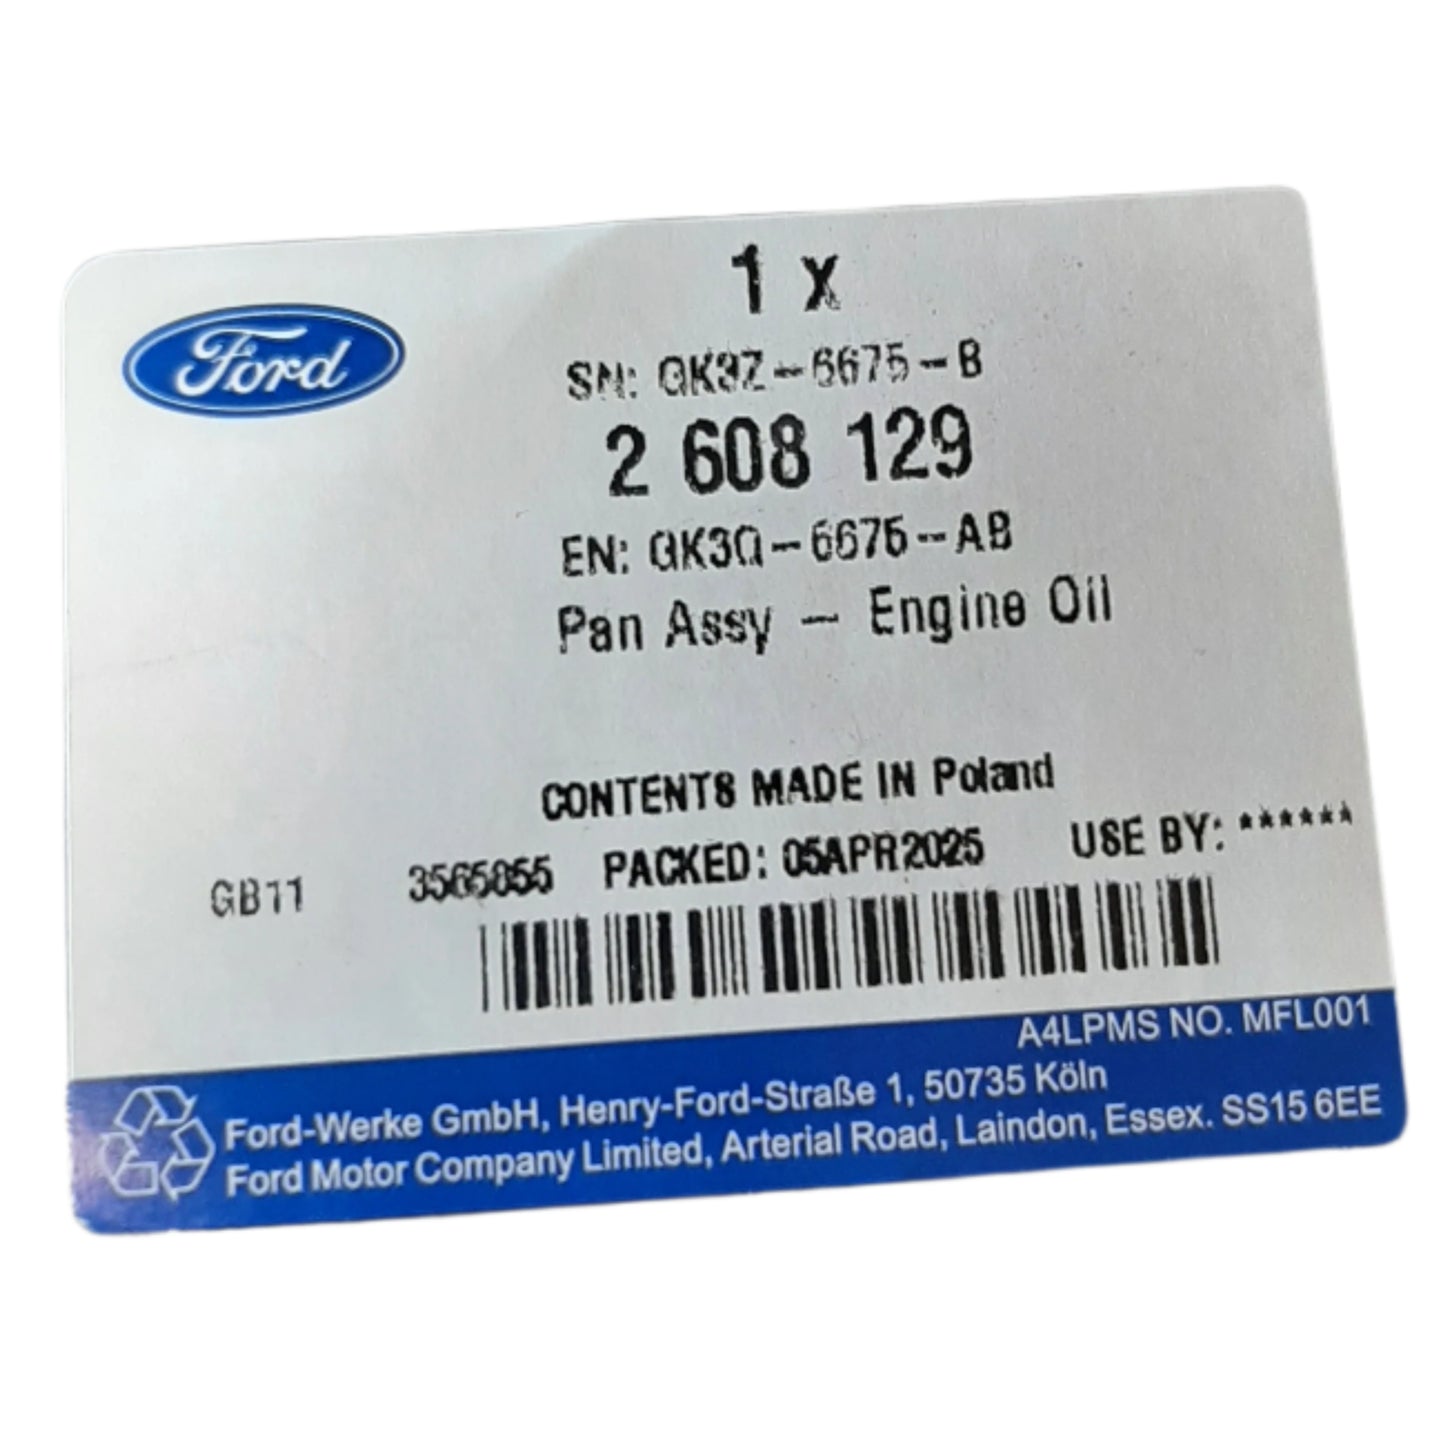 Ford
1 x
SN: GK3Z-6675-B
2 608 129
EN: GK3Q-6675-AB
Pan Assy - Engine Oil
CONTENTS MADE IN Poland
GB11 3565855 PACKED: 05APR2025 USE BY: ******
A4LPMS NO. MFL001
Ford-Werke GmbH, Henry-Ford-Straße 1, 50735 Köln
Ford Motor Company Limited, Arterial Road, Laindon, Essex. SS15 6EE